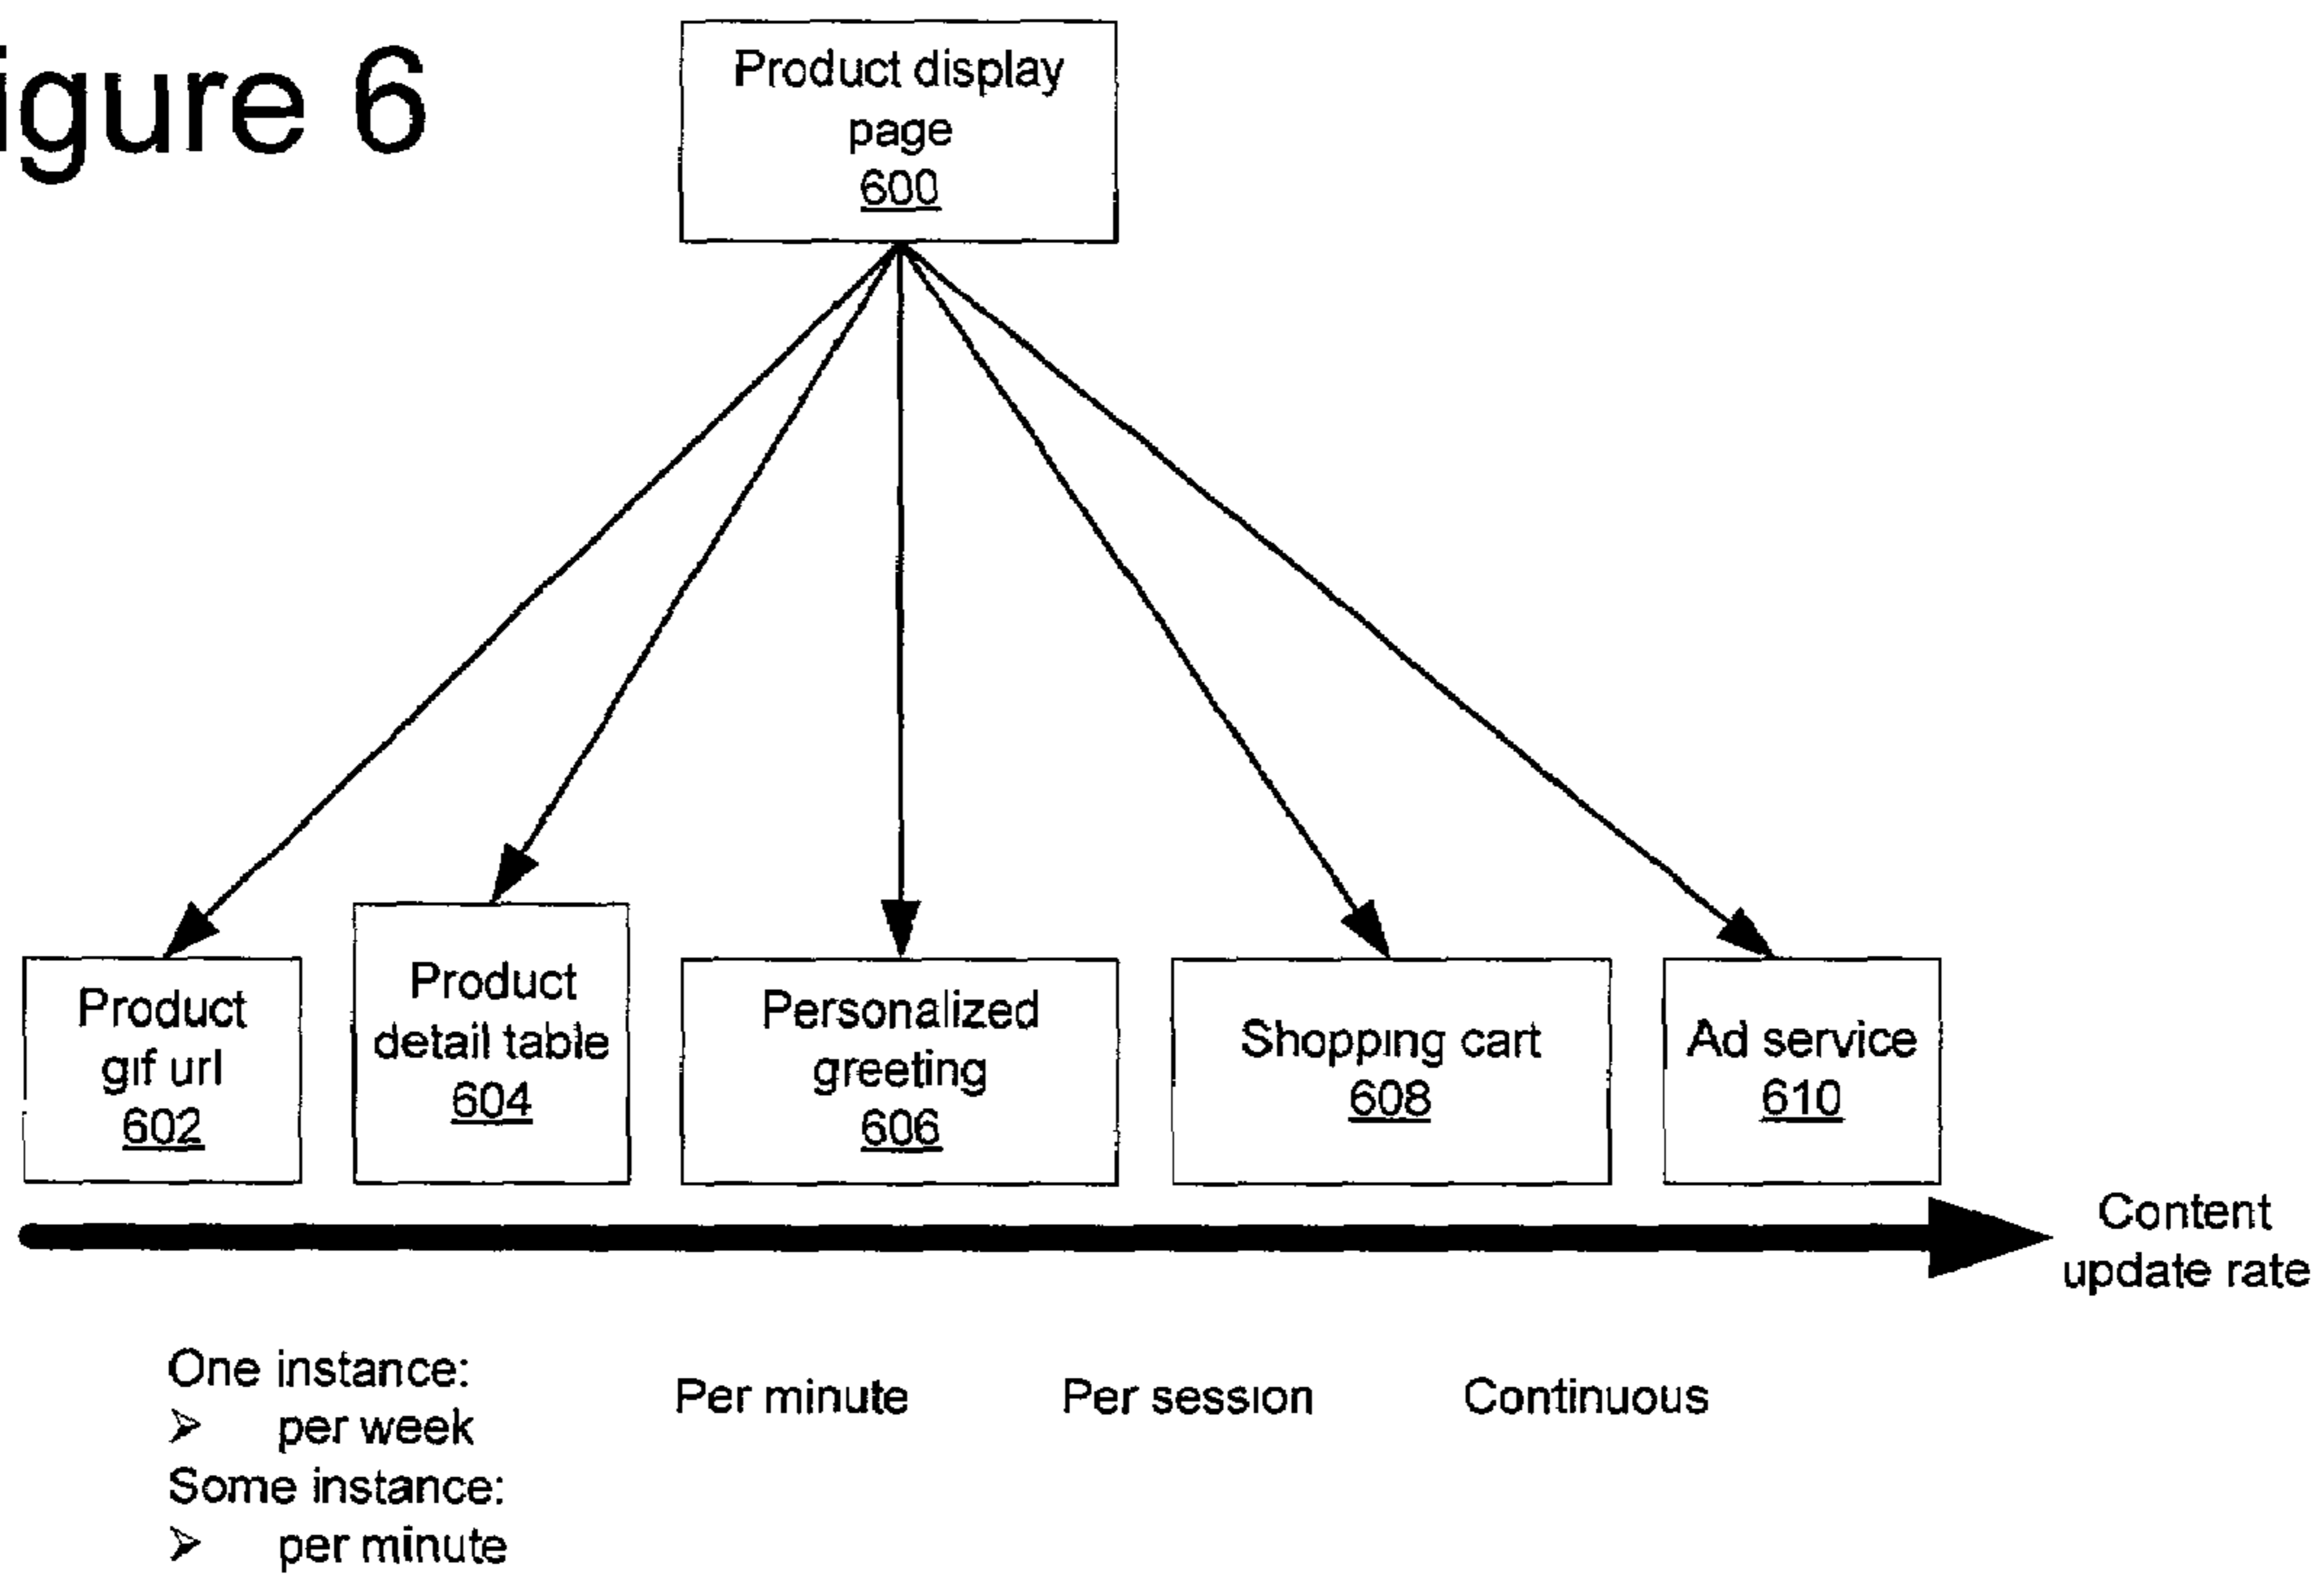 igure 6
Product display
page
600
Product
gif url
602
Product
detail table
604
Personalized
greeting
606
Shopping cart
608
Ad service
610
Content
update rate
One instance:
➢ per week
Some instance:
➢ per minute
Per minute
Per session
Continuous